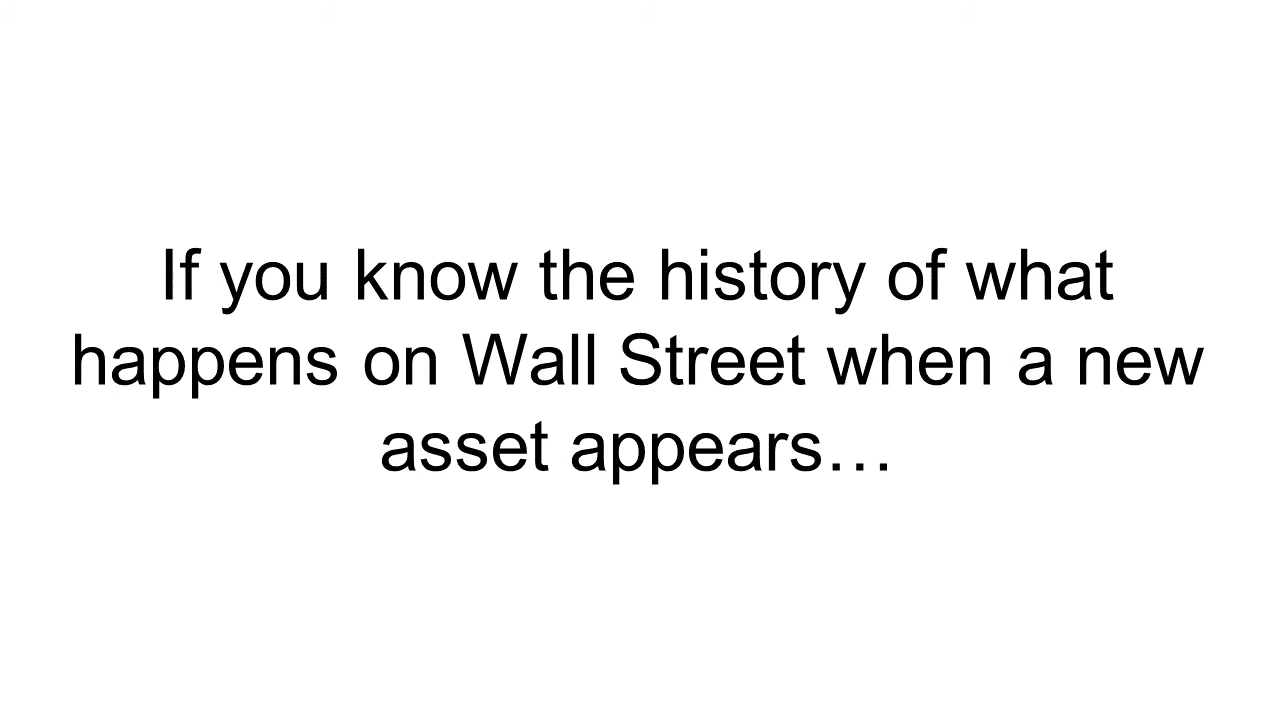 If you know the history of what
happens on Wall Street when a new
asset appears…